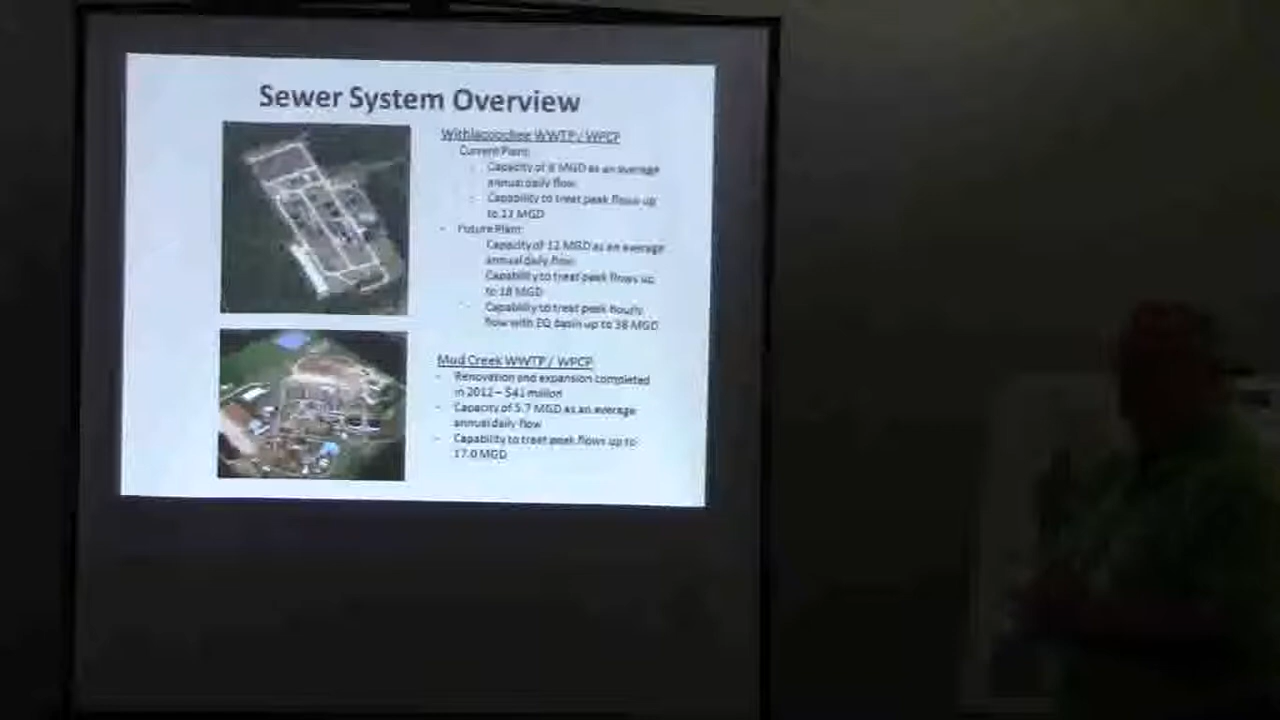 Sewer System Overview
Withlacoochee WWTP / WPCP
Current Plant:
- Capacity of 8 MGD as an average
annual daily flow
- Capability to treat peak flows up
to 13 MGD
- Future Plant:
Capacity of 12 MGD as an average
annual daily flow
Capability to treat peak flows up
to 18 MGD
- Capability to treat peak hourly
flow with EQ basin up to 38 MGD
Mud Creek WWTP / WPCP
- Renovation and expansion completed
in 2012 – $41 million
- Capacity of 5.7 MGD as an average
annual daily flow
- Capability to treat peak flows up to
17.0 MGD